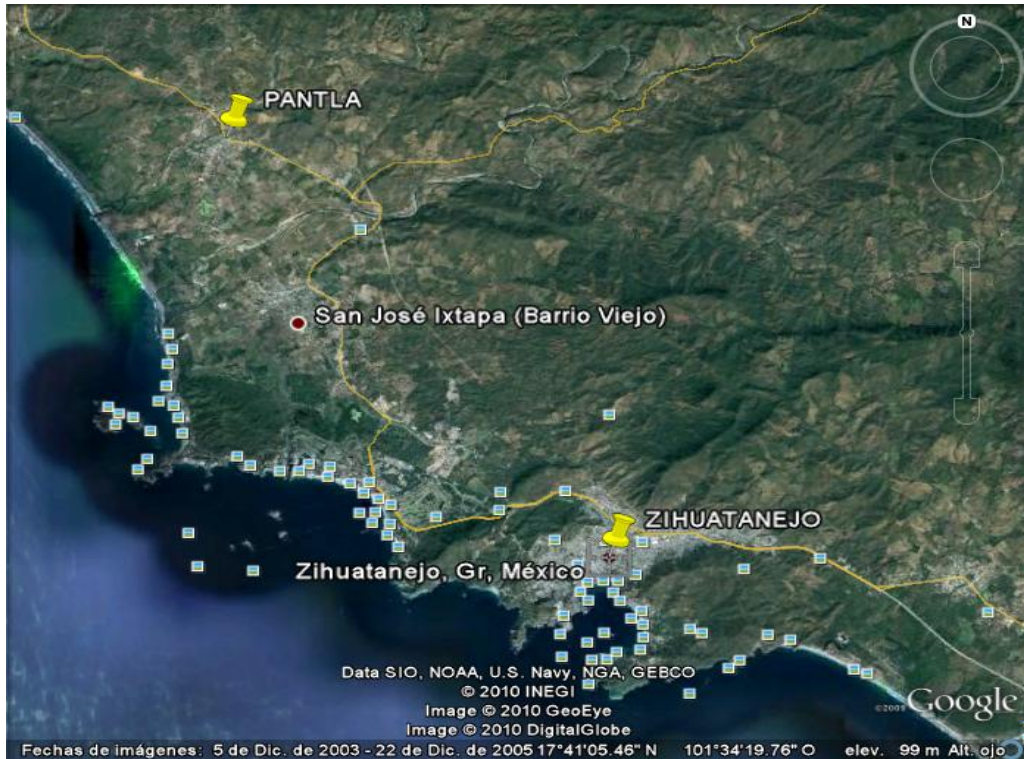 N
PANTLA
San José Ixtapa (Barrio Viejo)
ZIHUATANEJO
Zihuatanejo, Gr, México
Data SIO, NOAA, U.S. Navy, NGA, GEBCO
© 2010 INEGI
Image © 2010 GeoEye
Image © 2010 DigitalGlobe
©2009 Google
Fechas de imágenes: 5 de Dic. de 2003 - 22 de Dic. de 2005 17°41'05.46" N 101°34'19.76" O elev. 99 m Alt. ojo